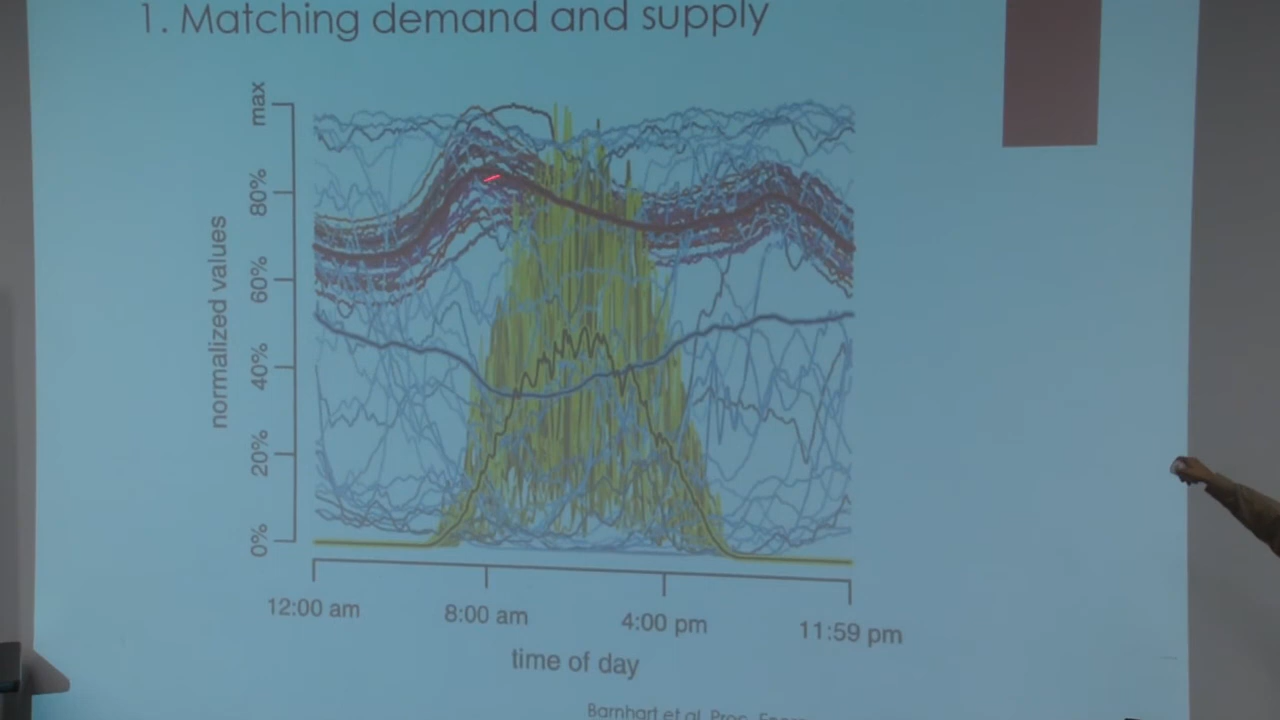 1. Matching demand and supply
max
80%
60%
40%
20%
0%
normalized values
12:00 am 8:00 am 4:00 pm 11:59 pm
time of day
Barnhart et al. Proc.